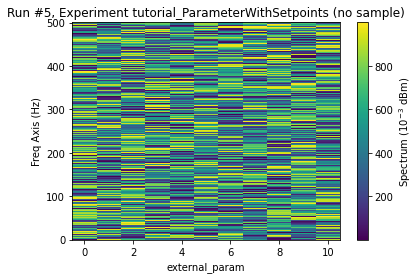 Run #5, Experiment tutorial_ParameterWithSetpoints (no sample)
500
400
300
200
100
0
Freq Axis (Hz)
0 2 4 6 8 10
external_param
800
600
400
200
Spectrum (10⁻³ dBm)